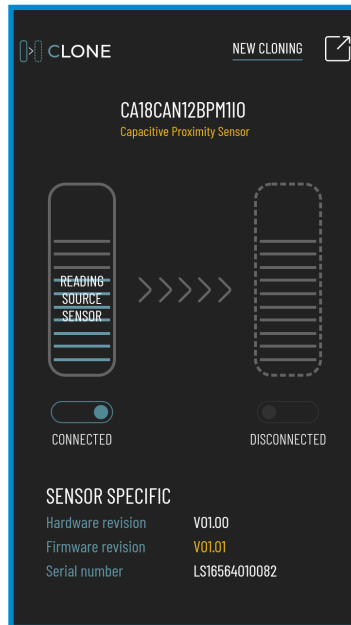 CLONE
NEW CLONING
CA18CAN12BPM1IO
Capacitive Proximity Sensor
READING
SOURCE
SENSOR
CONNECTED
DISCONNECTED
SENSOR SPECIFIC
Hardware revision V01.00
Firmware revision V01.01
Serial number LS16564010082